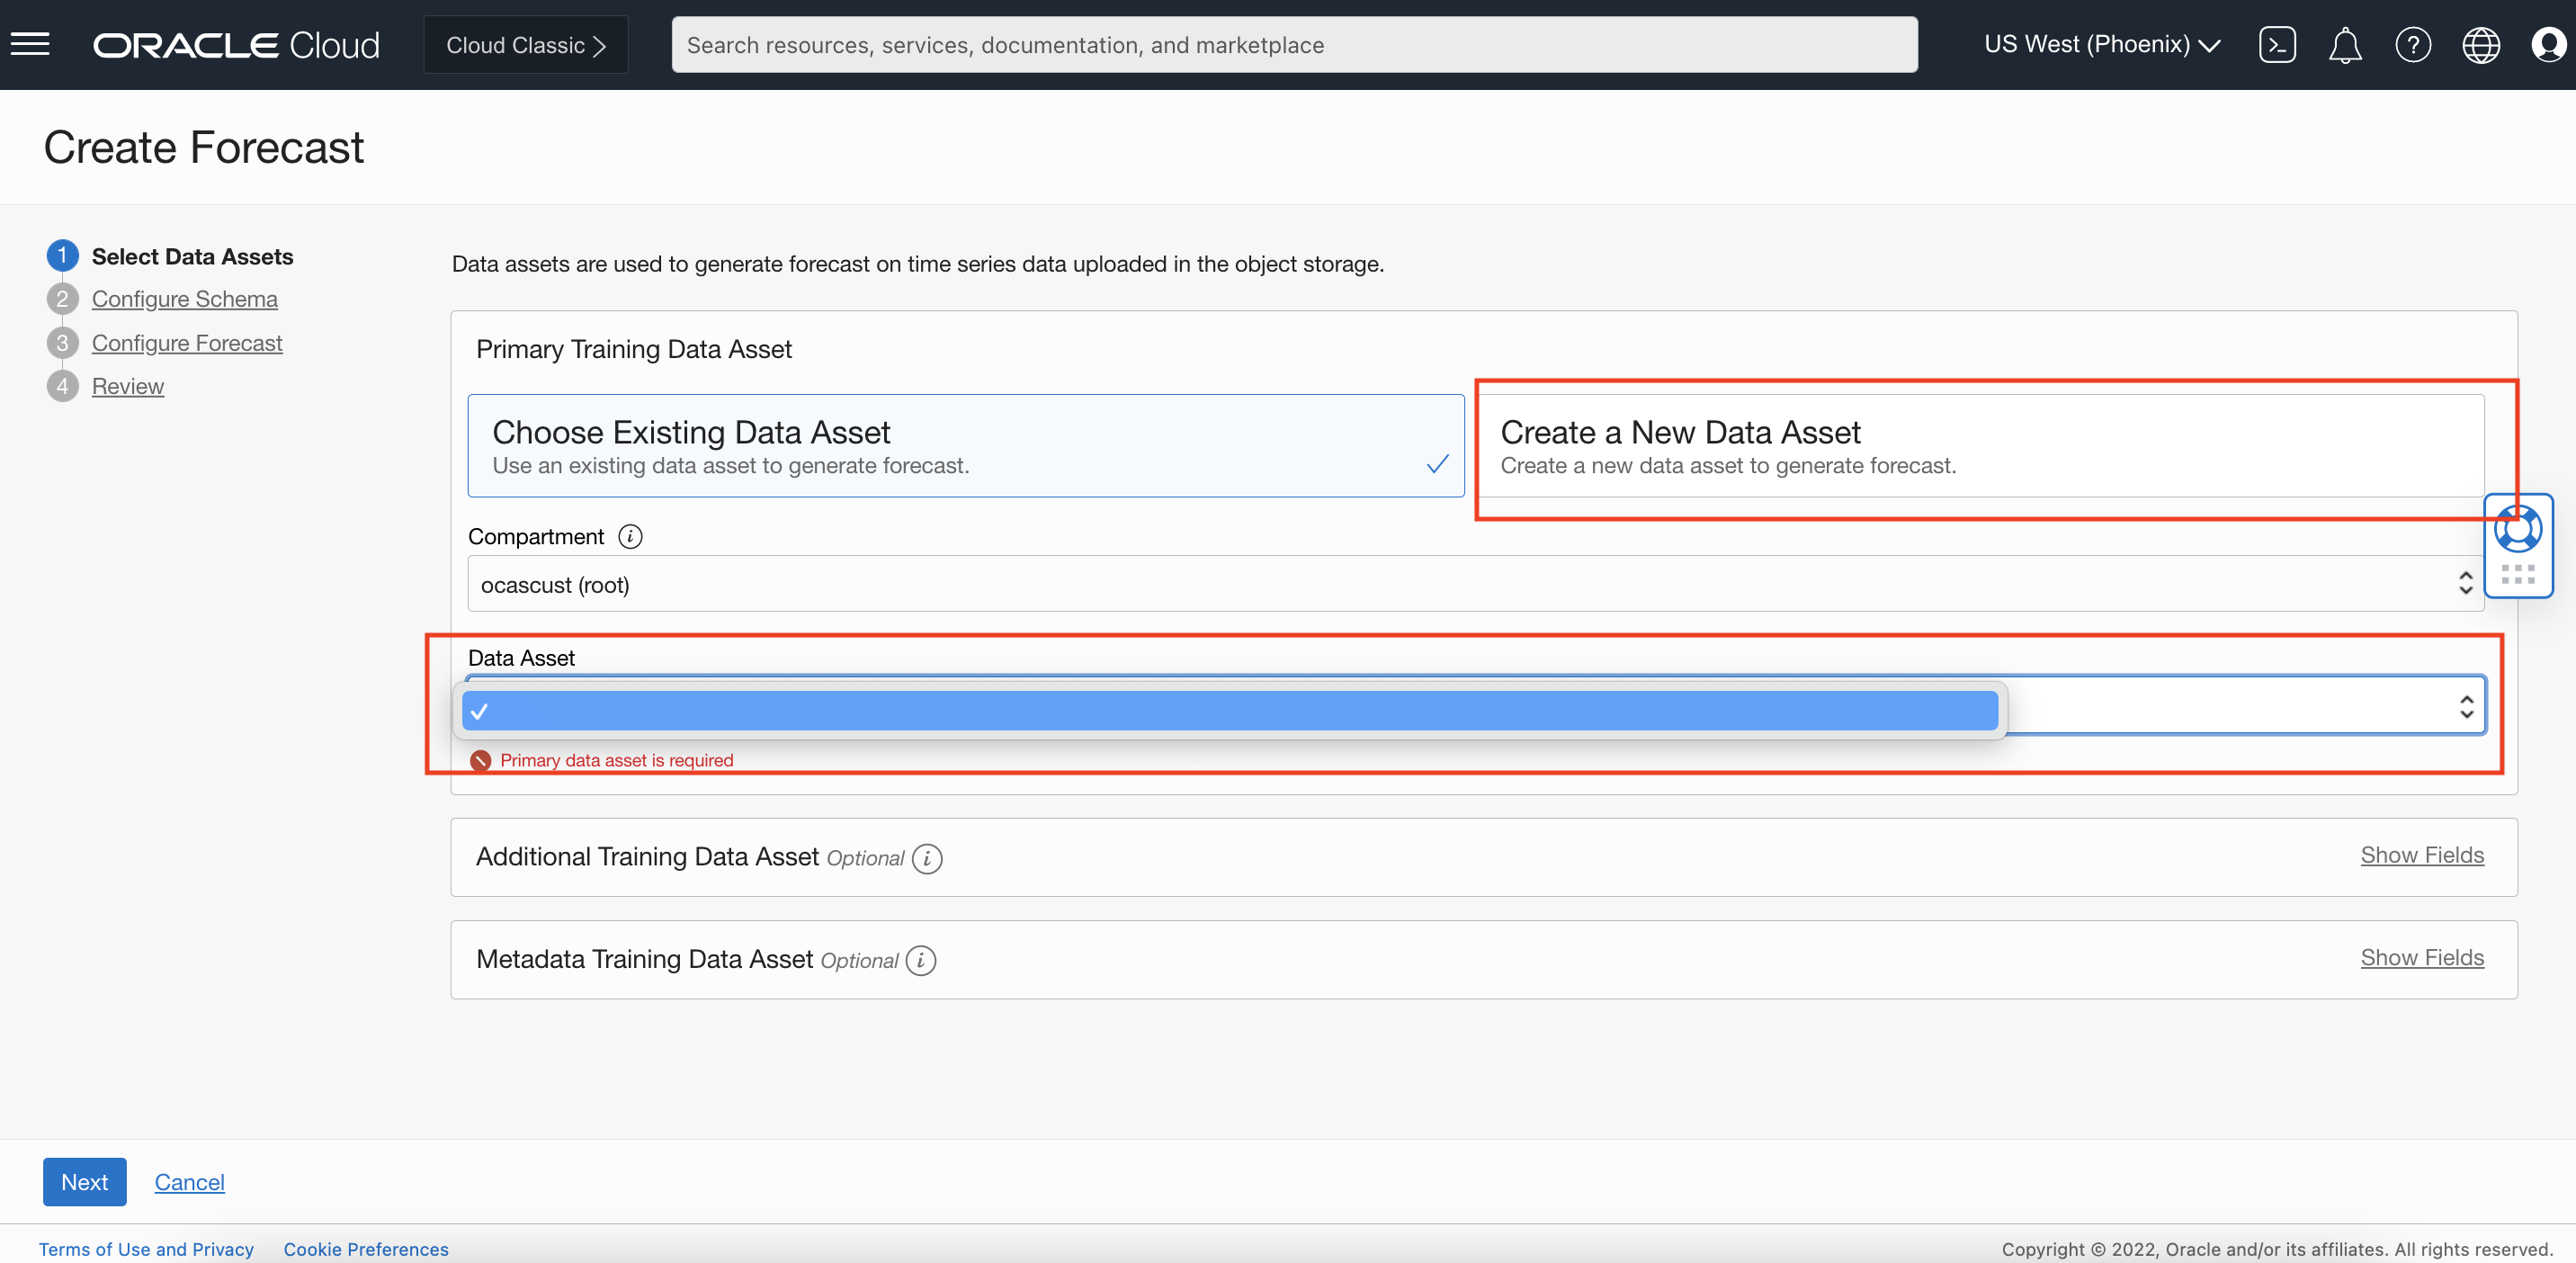 ORACLE Cloud
Cloud Classic >
Search resources, services, documentation, and marketplace
US West (Phoenix)
Create Forecast
1 Select Data Assets
2 Configure Schema
3 Configure Forecast
4 Review
Data assets are used to generate forecast on time series data uploaded in the object storage.
Primary Training Data Asset
Choose Existing Data Asset
Use an existing data asset to generate forecast.
Create a New Data Asset
Create a new data asset to generate forecast.
Compartment i
ocascust (root)
Data Asset
Primary data asset is required
Additional Training Data Asset Optional i
Show Fields
Metadata Training Data Asset Optional i
Show Fields
Next
Cancel
Terms of Use and Privacy
Cookie Preferences
Copyright © 2022, Oracle and/or its affiliates. All rights reserved.